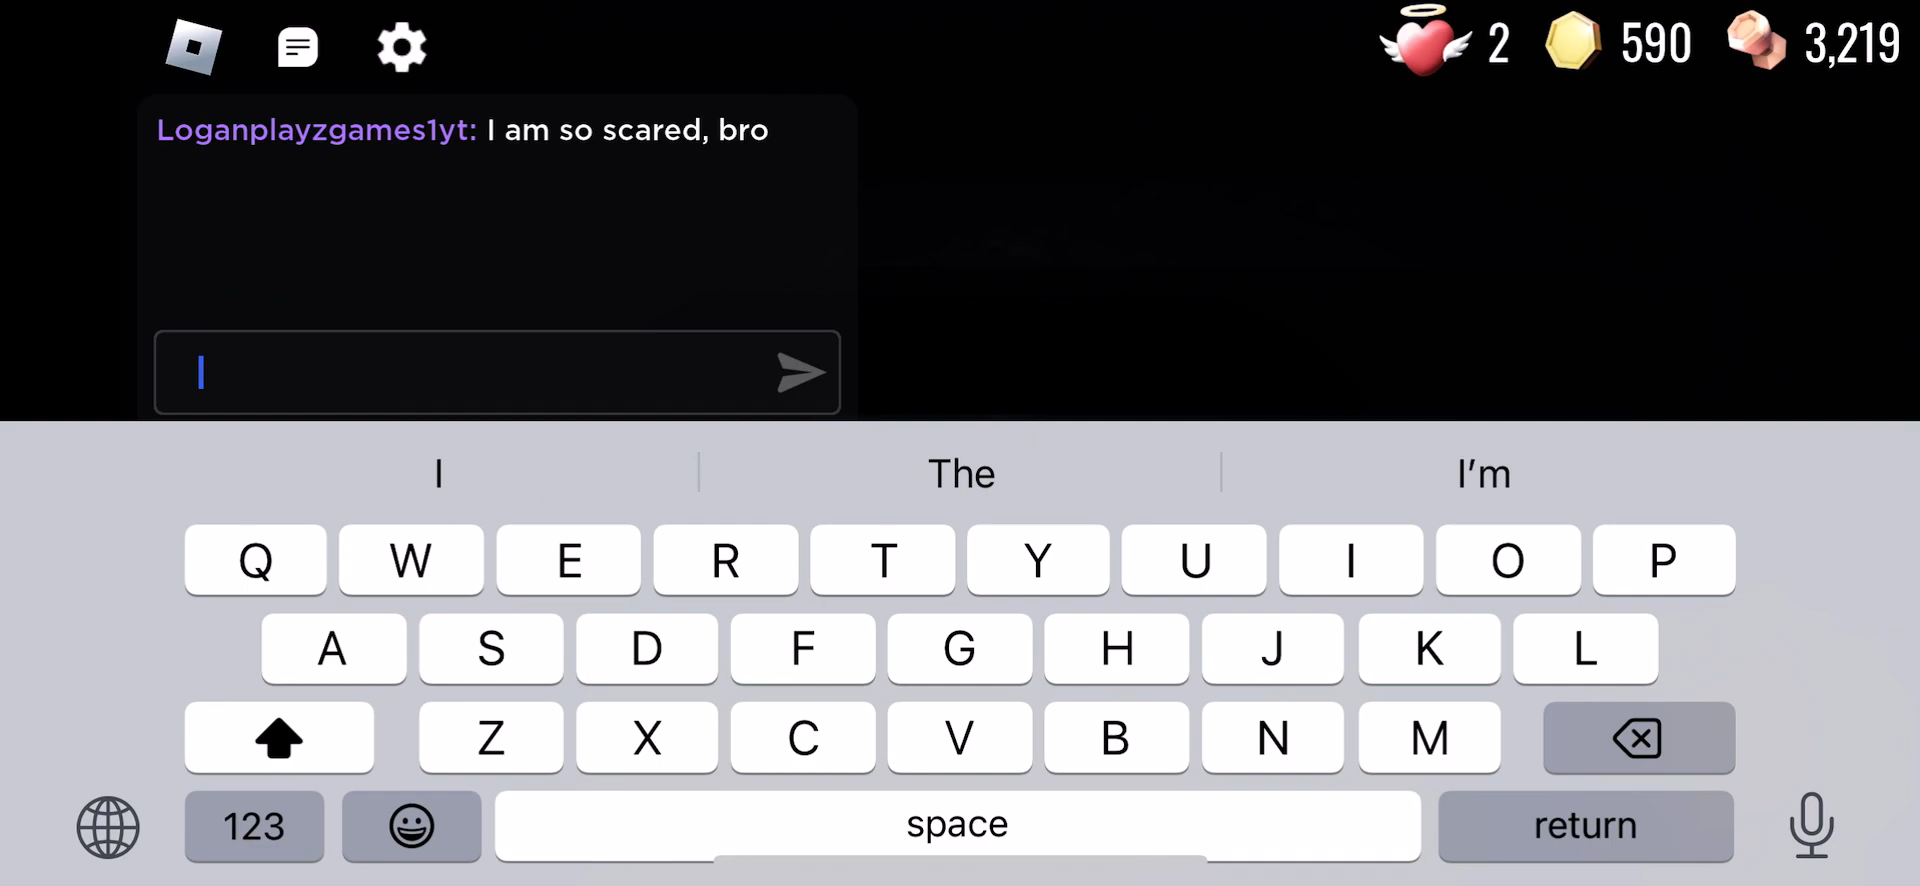 2 590 3,219
Loganplayzgames1yt: I am so scared, bro
I The I'm
Q W E R T Y U I O P
A S D F G H J K L
Z X C V B N M
123 space return